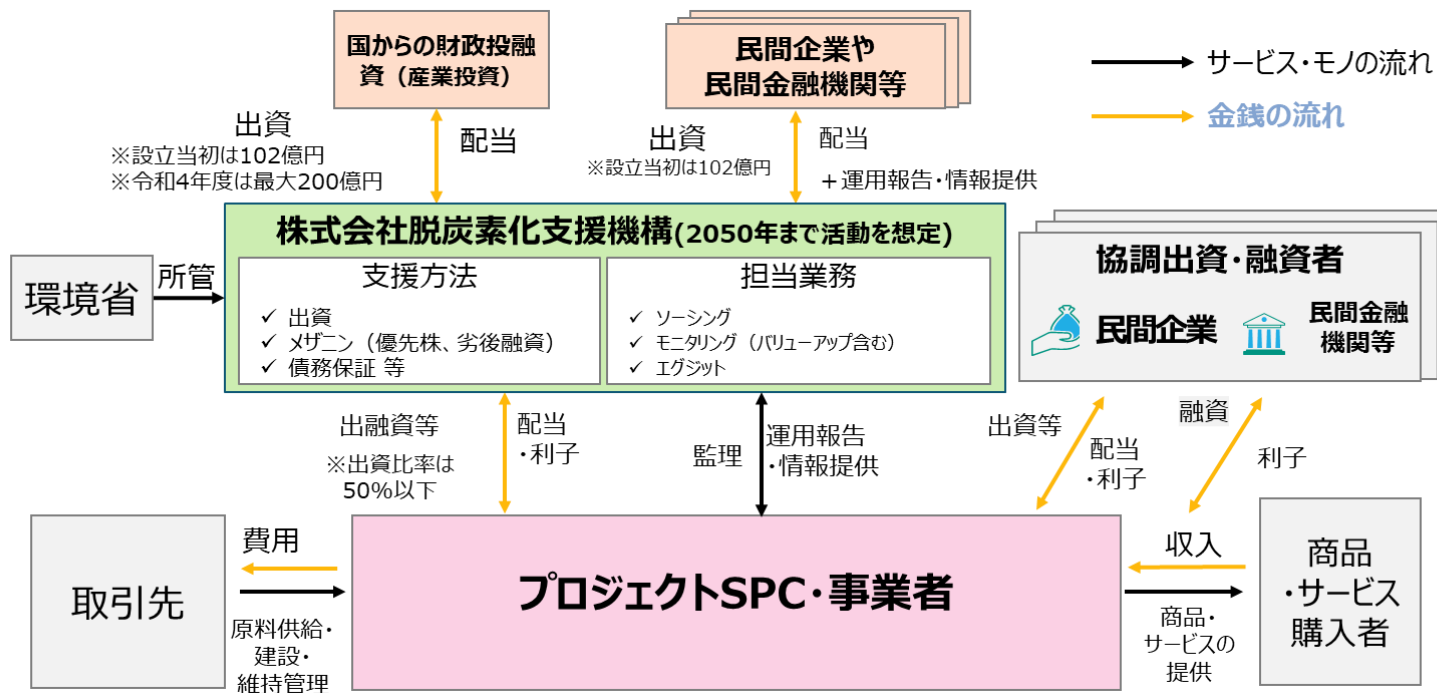 国からの財政投融
資（産業投資）
民間企業や
民間金融機関等
サービス・モノの流れ
金銭の流れ
出資
※設立当初は102億円
※令和4年度は最大200億円
配当
出資
※設立当初は102億円
配当
＋運用報告・情報提供
株式会社脱炭素化支援機構(2050年まで活動を想定)
環境省
所管
支援方法
✓ 出資
✓ メザニン（優先株、劣後融資）
✓ 債務保証 等
担当業務
✓ ソーシング
✓ モニタリング（バリューアップ含む）
✓ エグジット
協調出資・融資者
民間企業
民間金融
機関等
出融資等
※出資比率は
50%以下
配当
・利子
監理
運用報告
・情報提供
出資等
配当
・利子
融資
利子
取引先
費用
原料供給・
建設・
維持管理
プロジェクトSPC・事業者
収入
商品・
サービスの
提供
商品
・サービス
購入者